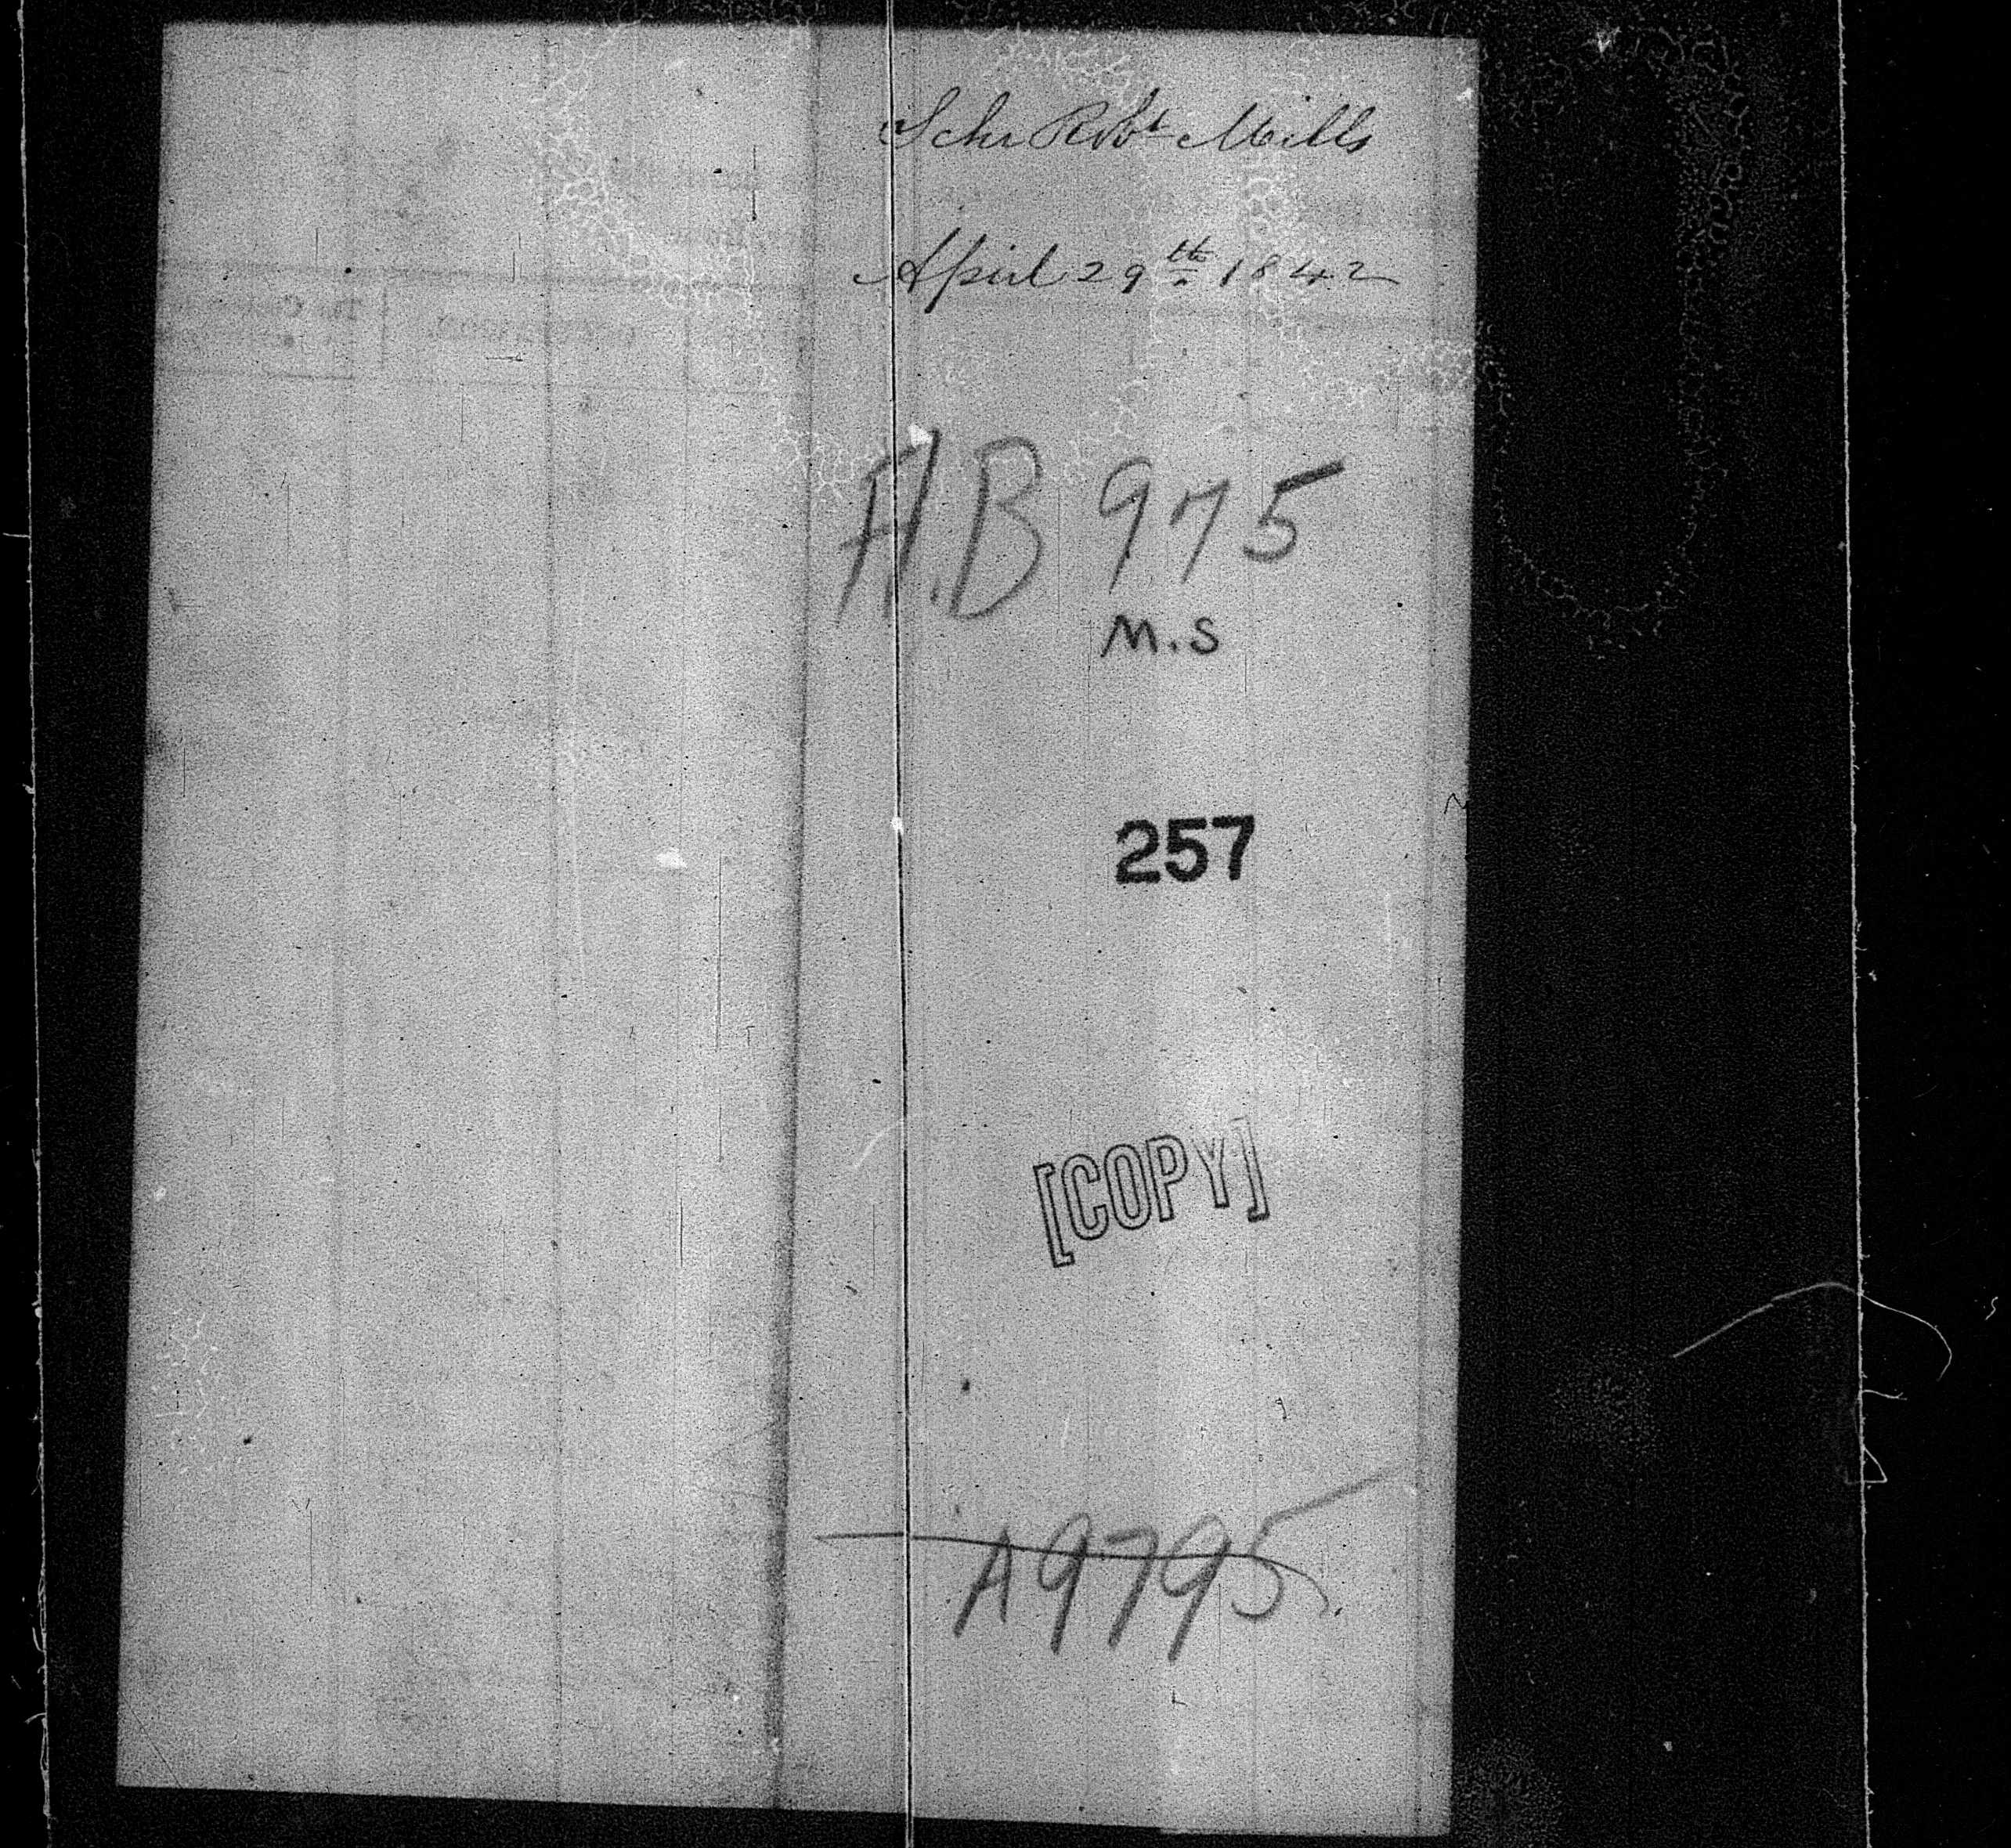 Schr Robt Mills
April 29th 1842
A.B 975
M.S
257
[COPY]
A9795